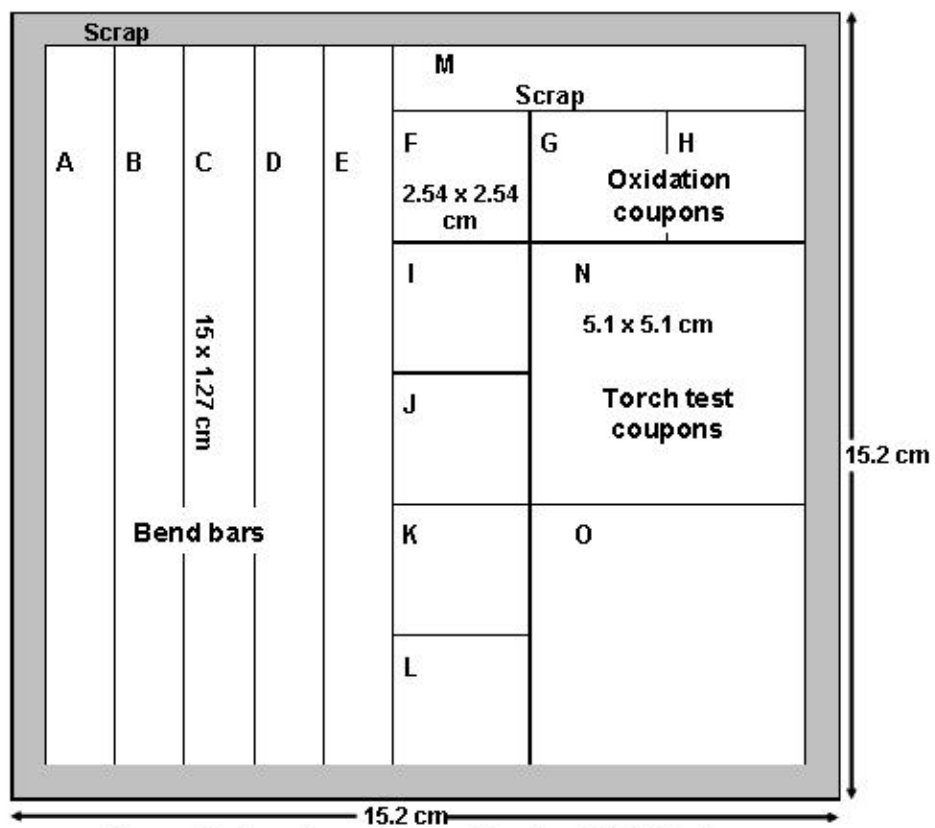 Scrap
M
Scrap
A
B
C
D
E
F
2.54 x 2.54
cm
G
H
Oxidation
coupons
I
N
5.1 x 5.1 cm
15 x 1.27 cm
J
Torch test
coupons
15.2 cm
Bend bars
K
O
L
15.2 cm